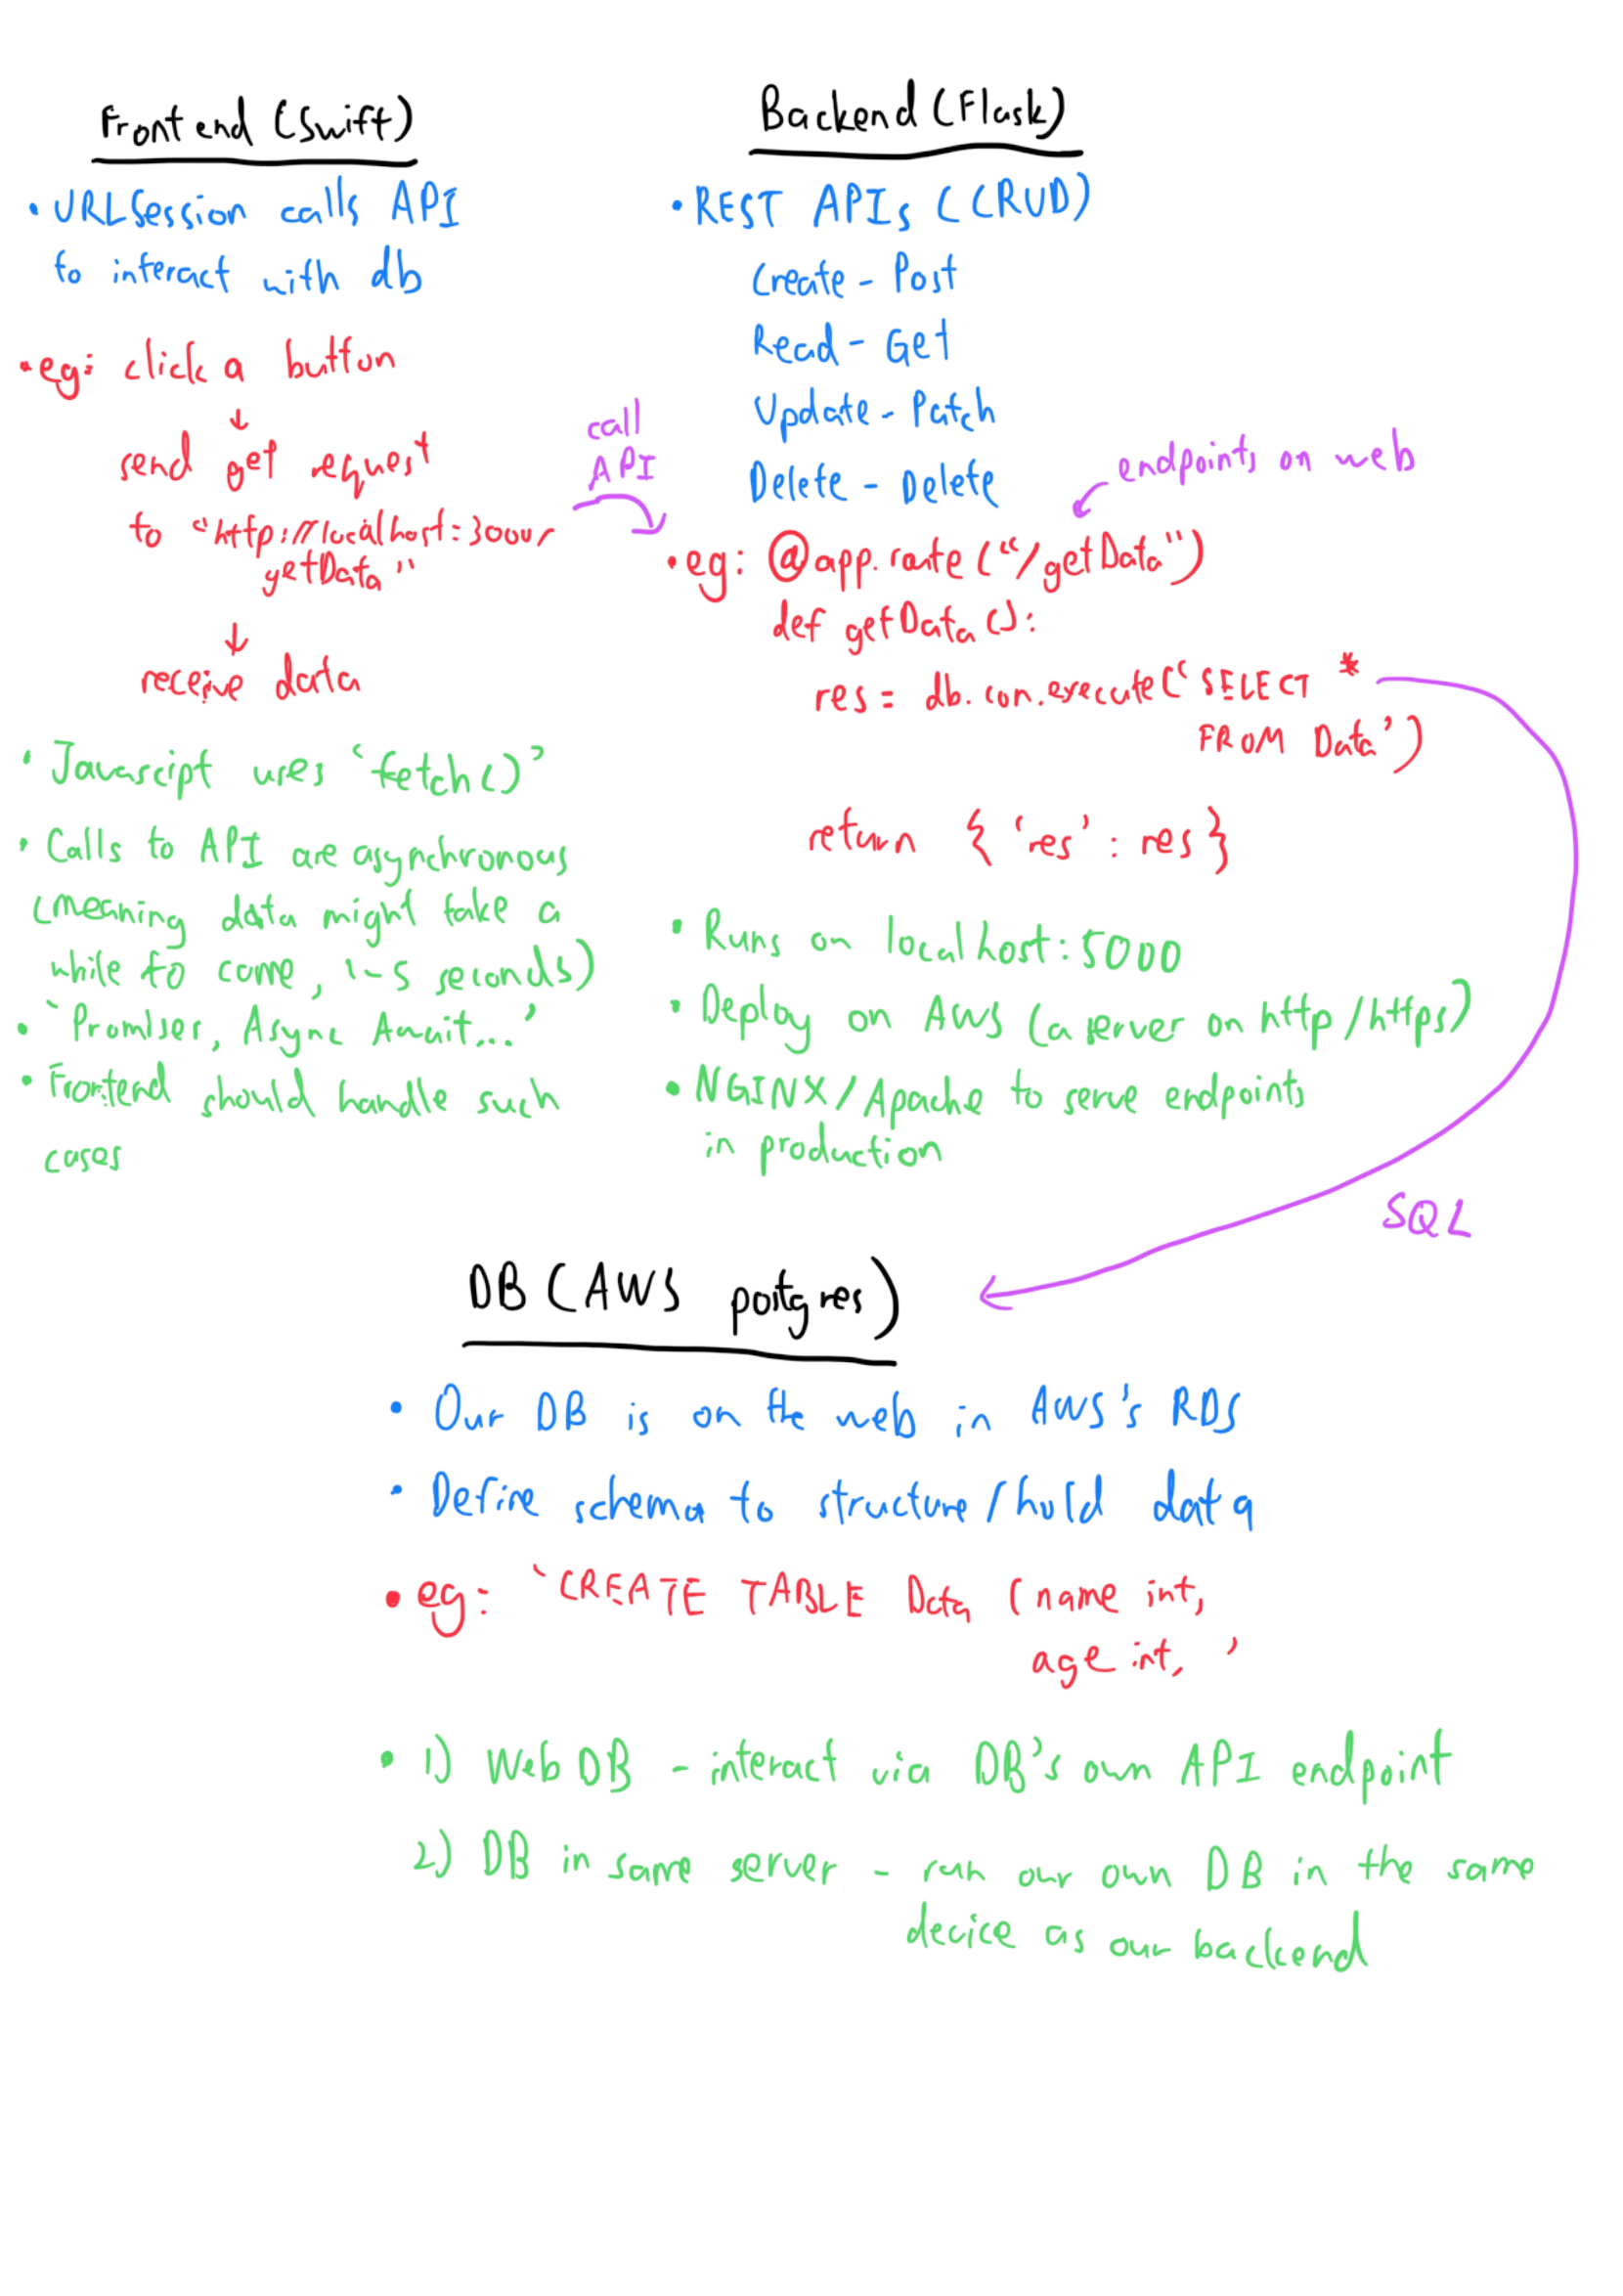 Frontend (Swift)
• URLSession calls API
to interact with db
• eg: click a button
↓
send get request
to "http://localhost:3000/
getData"
↓
receive data
• Javascript uses 'fetch()'
• Calls to API are asynchronous
(meaning data might take a
while to come, 1-5 seconds)
• 'Promises, Async Await...'
• Frontend should handle such
cases
call
API
Backend (Flask)
• REST APIs (CRUD)
Create - Post
Read - Get
Update - Patch
Delete - Delete
endpoints on web
• eg: @app.route("/getData")
def getData():
res = db.con.execute('SELECT *
FROM Data')
return { 'res': res }
• Runs on localhost:5000
• Deploy on AWS (a server on http/https)
• NGINX/Apache to serve endpoints
in production
SQL
DB (AWS postgres)
• Our DB is on the web in AWS's RDS
• Define schema to structure/hold data
• eg: 'CREATE TABLE Data (name int,
age int, '
• 1) Web DB - interact via DB's own API endpoint
2) DB in same server - run our own DB in the same
device as our backend